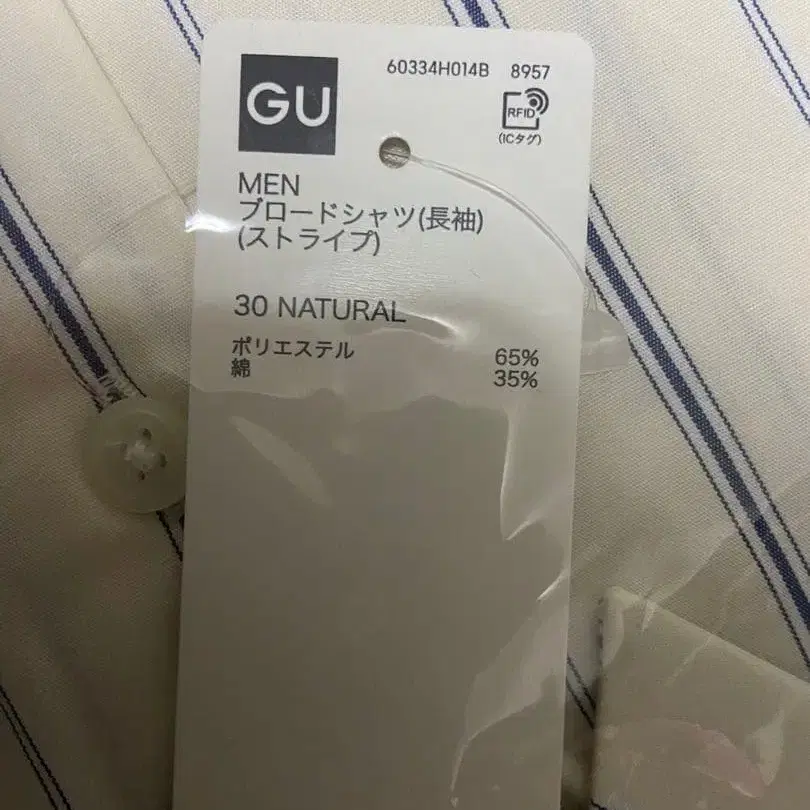 GU
60334H014B 8957
RFID
(ICタグ)
MEN
ブロードシャツ(長袖)
(ストライプ)
30 NATURAL
ポリエステル 65%
綿 35%